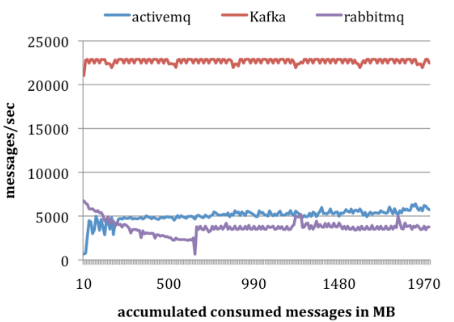 activemq Kafka rabbitmq
25000
20000
15000
10000
5000
0
messages/sec
10 500 990 1480 1970
accumulated consumed messages in MB